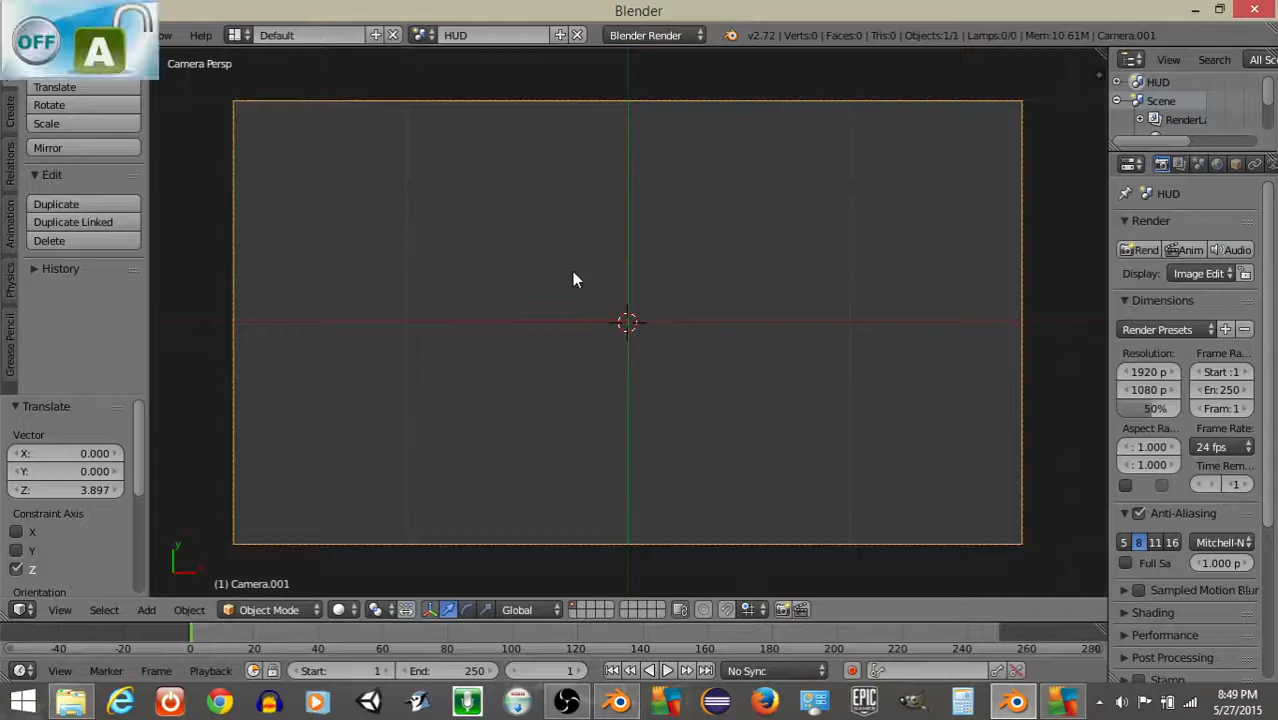 Blender
OFF A
ow Help Default HUD Blender Render v2.72 | Verts:0 | Faces:0 | Tris:0 | Objects:1/1 | Lamps:0/0 | Mem:10.61M | Camera.001
Camera Persp
View Search All Sc
HUD
Scene
RenderLa
Create
Relations
Animation
Physics
Grease Pencil
Translate
Rotate
Scale
Mirror
Edit
Duplicate
Duplicate Linked
Delete
History
Translate
Vector
X: 0.000
Y: 0.000
Z: 3.897
Constraint Axis
X
Y
Z
Orientation
y
(1) Camera.001
HUD
Render
Rend Anim Audio
Display: Image Edit
Dimensions
Render Presets
Resolution: Frame Ra...
1920 p Start :1
1080 p En: 250
50% Fram: 1
Aspect Ra... Frame Rate:
: 1.000 24 fps
: 1.000 Time Rem...
1
Anti-Aliasing
5 8 11 16 Mitchell-N
Full Sa 1.000 p
Sampled Motion Blur
Shading
Performance
Post Processing
Stamp
View Select Add Object Object Mode Global
-40 -20 0 20 40 60 80 100 120 140 160 180 200 220 240 260 280
View Marker Frame Playback Start: 1 End: 250 1 No Sync
EPIC GAMES
8:49 PM
5/27/2015